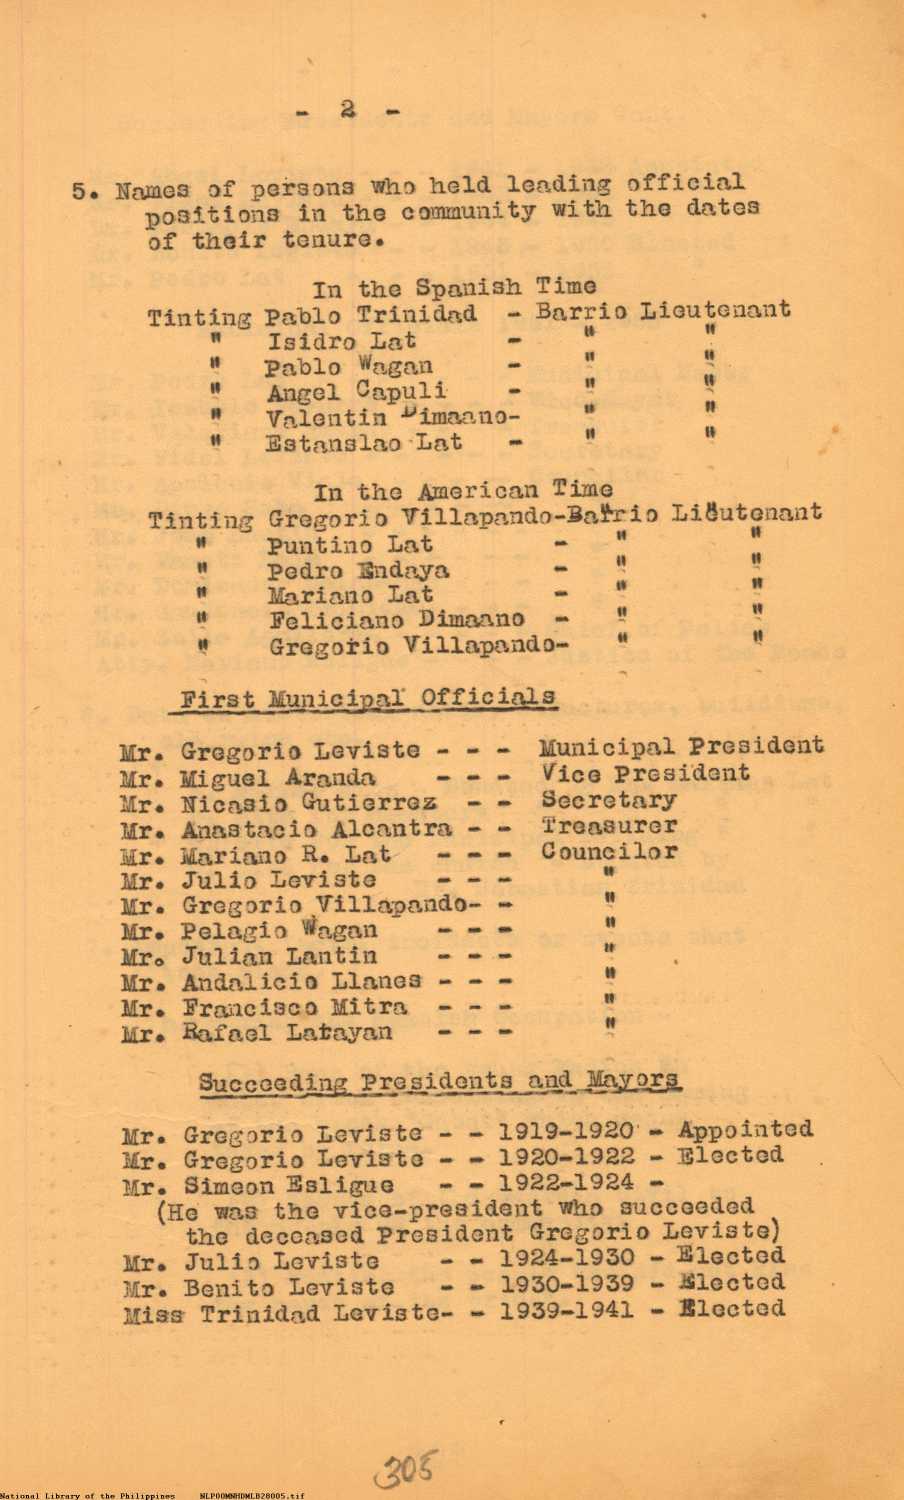 - 2 -
5. Names of persons who held leading official
positions in the community with the dates
of their tenure.
In the Spanish Time
Tinting Pablo Trinidad - Barrio Lieutenant
" Isidro Lat - " "
" Pablo Wagan - " "
" Angel Capuli - " "
" Valentin Dimaano- " "
" Estanslao Lat - " "
In the American Time
Tinting Gregorio Villapando-Barrio Lieutenant
" Puntino Lat - " "
" Pedro Endaya - " "
" Mariano Lat - " "
" Feliciano Dimaano - " "
" Gregorio Villapando- " "
First Municipal Officials
Mr. Gregorio Leviste - - - Municipal President
Mr. Miguel Aranda - - - Vice President
Mr. Nicasio Gutierrez - - Secretary
Mr. Anastacio Alcantra - - Treasurer
Mr. Mariano R. Lat - - - Councilor
Mr. Julio Leviste - - - "
Mr. Gregorio Villapando- - "
Mr. Pelagio Wagan - - - "
Mr. Julian Lantin - - - "
Mr. Andalicio Llanes - - - "
Mr. Francisco Mitra - - - "
Mr. Rafael Latayan - - - "
Succeeding Presidents and Mayors
Mr. Gregorio Leviste - - 1919-1920 - Appointed
Mr. Gregorio Leviste - - 1920-1922 - Elected
Mr. Simeon Esligue - - 1922-1924 -
(He was the vice-president who succeeded
the deceased President Gregorio Leviste)
Mr. Julio Leviste - - 1924-1930 - Elected
Mr. Benito Leviste - - 1930-1939 - Elected
Miss Trinidad Leviste- - 1939-1941 - Elected
305
National Library of the Philippines NLPOOMNHDMLB28005.tif